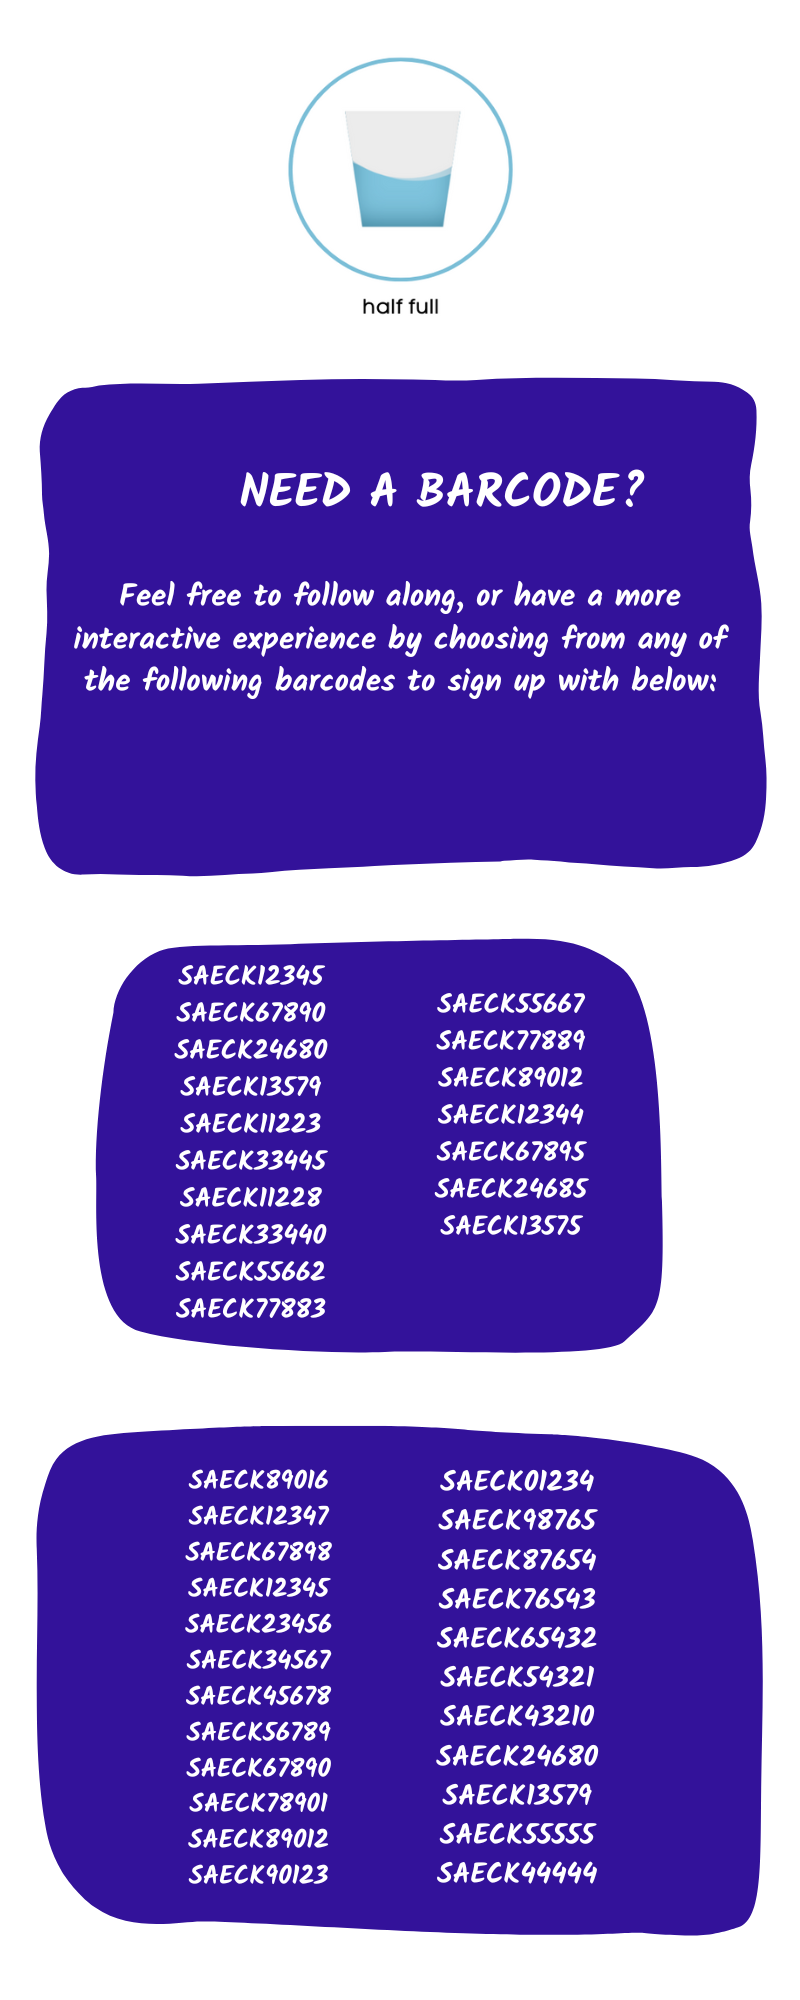 half full
NEED A BARCODE?
Feel free to follow along, or have a more
interactive experience by choosing from any of
the following barcodes to sign up with below:
SAECK12345
SAECK67890
SAECK24680
SAECK13579
SAECK11223
SAECK33445
SAECK11228
SAECK33440
SAECK55662
SAECK77883
SAECK55667
SAECK77889
SAECK89012
SAECK12344
SAECK67895
SAECK24685
SAECK13575
SAECK89016
SAECK12347
SAECK67898
SAECK12345
SAECK23456
SAECK34567
SAECK45678
SAECK56789
SAECK67890
SAECK78901
SAECK89012
SAECK90123
SAECK01234
SAECK98765
SAECK87654
SAECK76543
SAECK65432
SAECK54321
SAECK43210
SAECK24680
SAECK13579
SAECK55555
SAECK44444